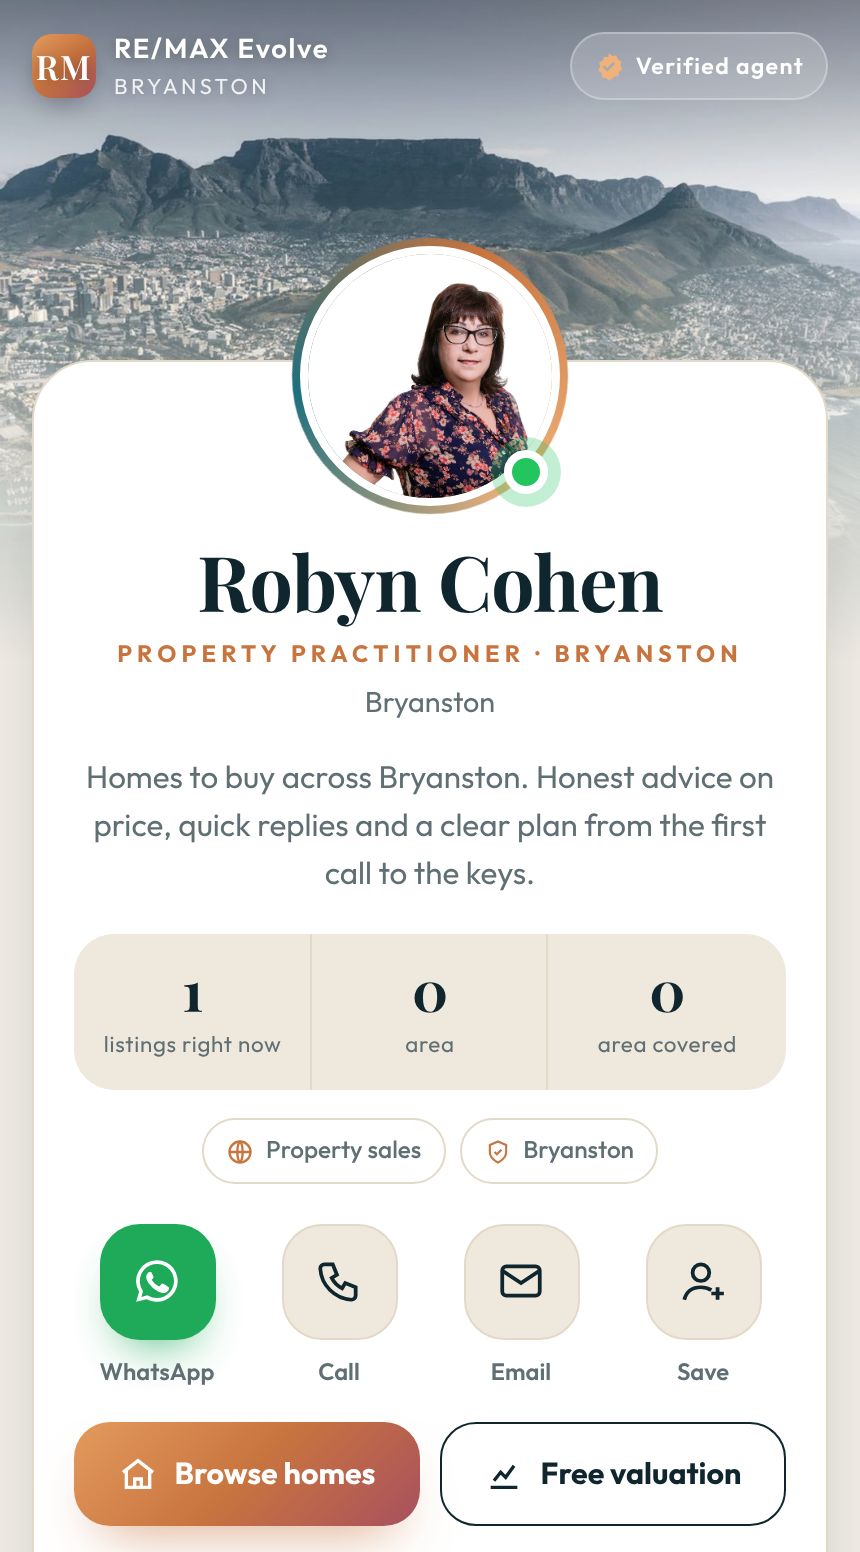 RM
RE/MAX Evolve
BRYANSTON
Verified agent
Robyn Cohen
PROPERTY PRACTITIONER · BRYANSTON
Bryanston
Homes to buy across Bryanston. Honest advice on
price, quick replies and a clear plan from the first
call to the keys.
1
listings right now
0
area
0
area covered
Property sales
Bryanston
WhatsApp
Call
Email
Save
Browse homes
Free valuation